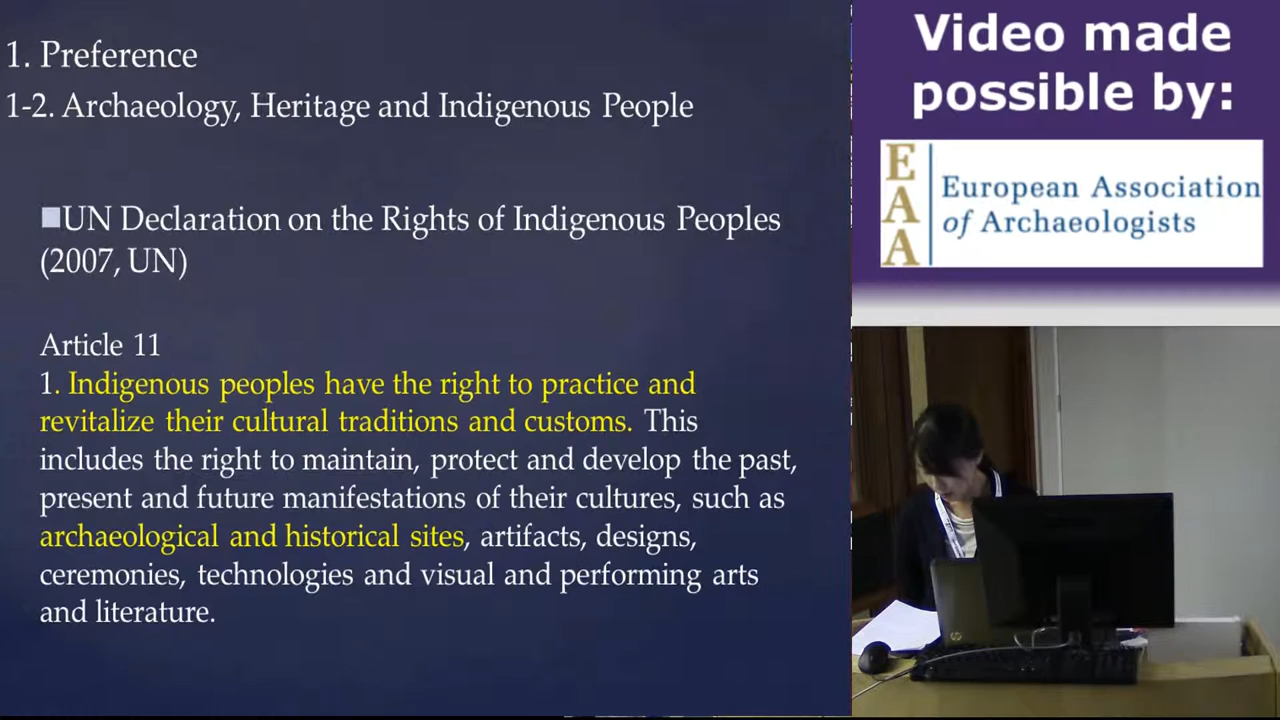 1. Preference
1-2. Archaeology, Heritage and Indigenous People
UN Declaration on the Rights of Indigenous Peoples
(2007, UN)
Article 11
1. Indigenous peoples have the right to practice and
revitalize their cultural traditions and customs. This
includes the right to maintain, protect and develop the past,
present and future manifestations of their cultures, such as
archaeological and historical sites, artifacts, designs,
ceremonies, technologies and visual and performing arts
and literature.
Video made
possible by:
EAA
European Association
of Archaeologists
hp